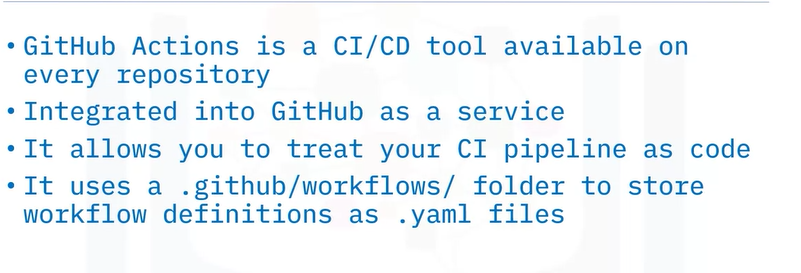 • GitHub Actions is a CI/CD tool available on
every repository
• Integrated into GitHub as a service
• It allows you to treat your CI pipeline as code
• It uses a .github/workflows/ folder to store
workflow definitions as .yaml files